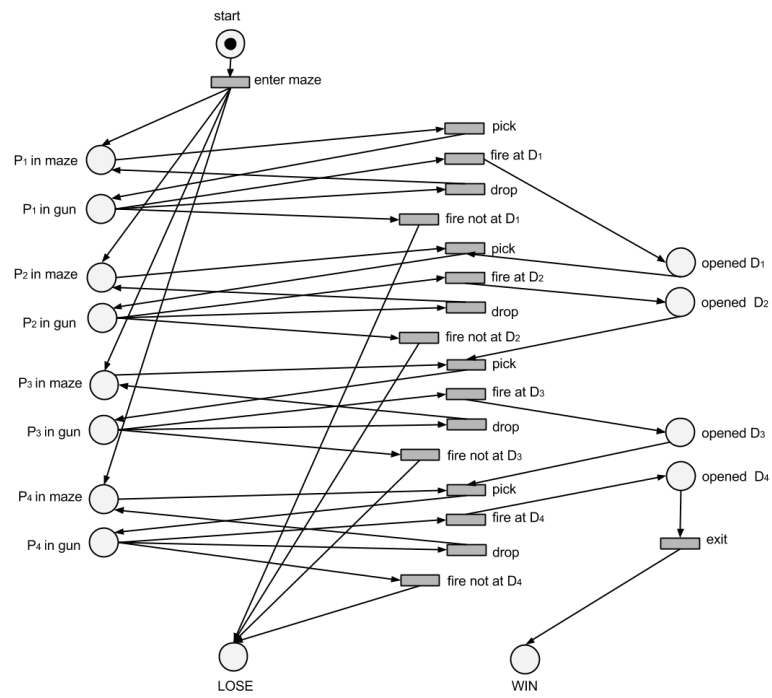 start
enter maze
pick
P1 in maze
fire at D1
drop
P1 in gun
fire not at D1
pick
opened D1
P2 in maze
fire at D2
opened D2
drop
P2 in gun
fire not at D2
pick
P3 in maze
fire at D3
drop
opened D3
P3 in gun
fire not at D3
opened D4
pick
P4 in maze
fire at D4
exit
P4 in gun
drop
fire not at D4
LOSE
WIN